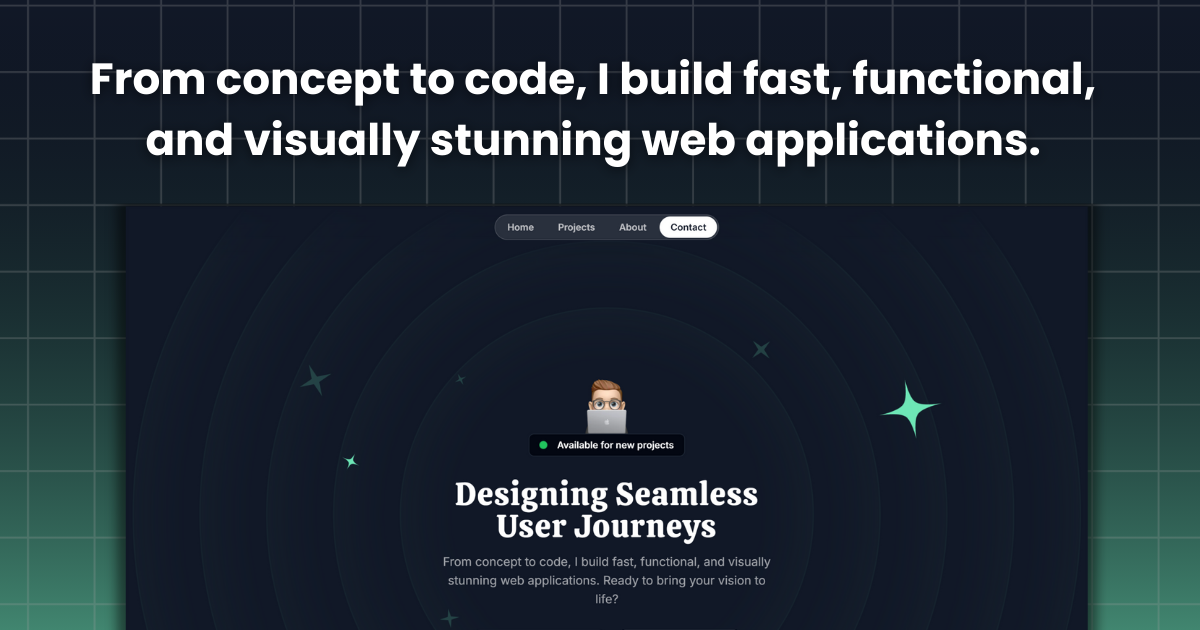 From concept to code, I build fast, functional,
and visually stunning web applications.
Home Projects About Contact
Available for new projects
Designing Seamless
User Journeys
From concept to code, I build fast, functional, and visually
stunning web applications. Ready to bring your vision to
life?